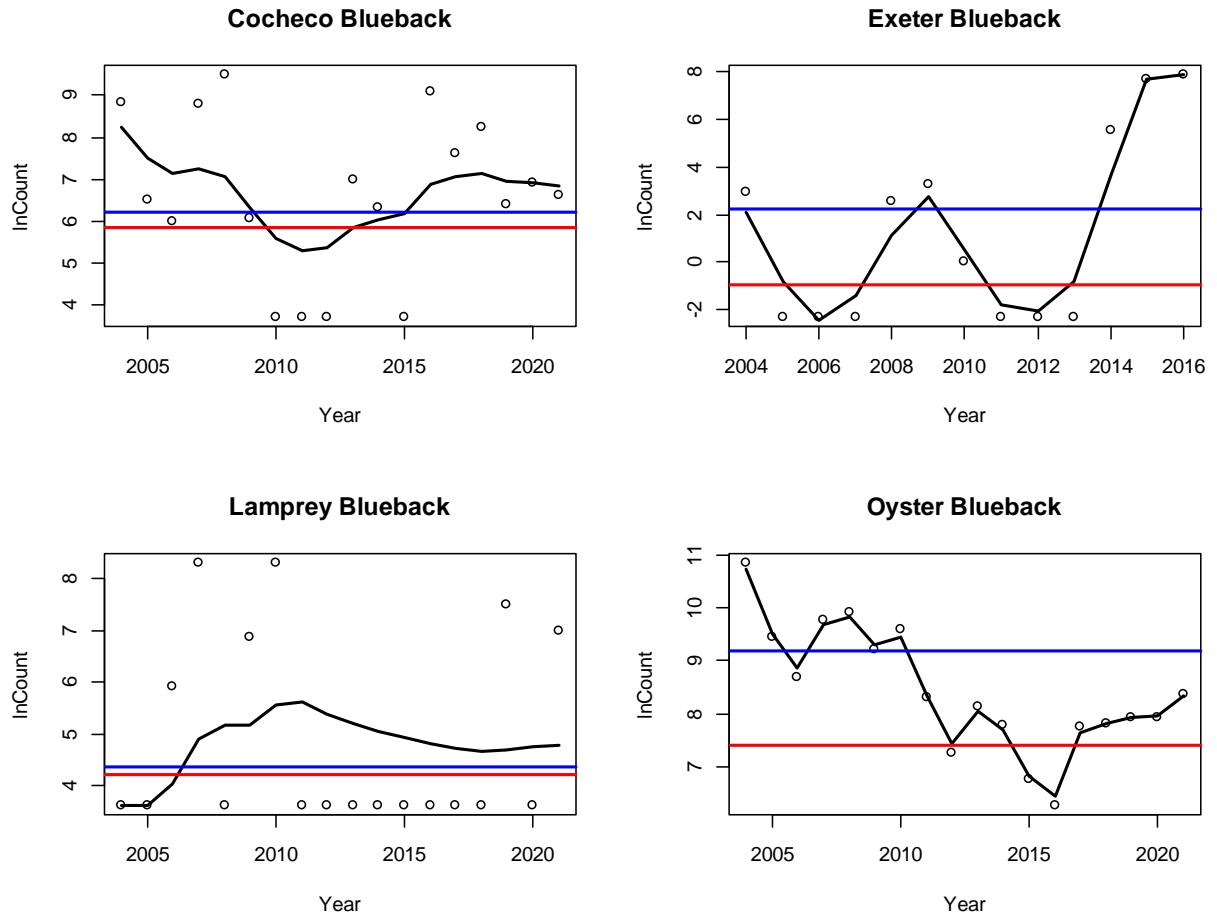 Cocheco Blueback
lnCount
9
8
7
6
5
4
2005 2010 2015 2020
Year
Exeter Blueback
lnCount
8
6
4
2
0
-2
2004 2006 2008 2010 2012 2014 2016
Year
Lamprey Blueback
lnCount
8
7
6
5
4
2005 2010 2015 2020
Year
Oyster Blueback
lnCount
11
10
9
8
7
2005 2010 2015 2020
Year